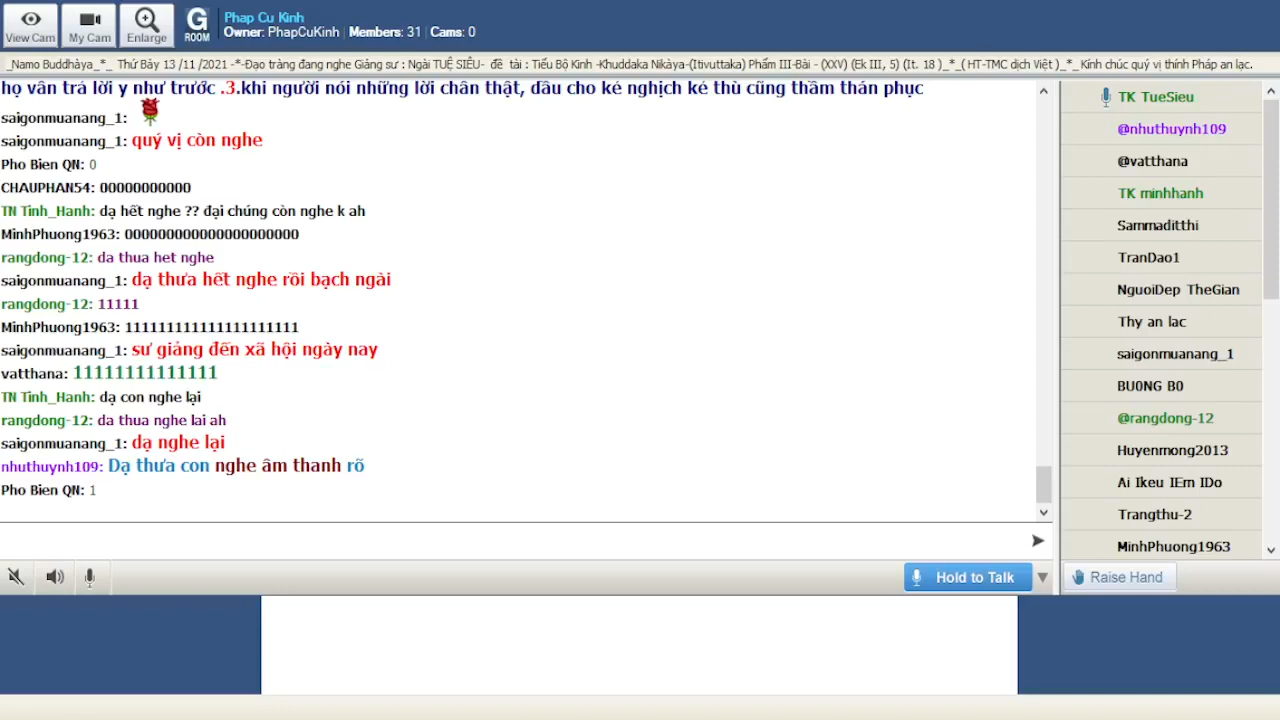 View Cam
My Cam
Enlarge
G
ROOM
Phap Cu Kinh
Owner: PhapCuKinh | Members: 31 | Cams: 0
_Namo Buddhàya_*_ Thứ Bảy 13 /11 /2021 -*-Đạo tràng đang nghe Giảng sư : Ngài TUỆ SIÊU- đề tài : Tiểu Bộ Kinh -Khuddaka Nikàya-(Itivuttaka) Phẩm III-Bài - (XXV) (Ek III, 5) (It. 18 )_*_( HT-TMC dịch Việt )_*_Kính chúc quý vị thính Pháp an lạc.
họ vẫn trả lời y như trước .3.khi người nói những lời chân thật, dầu cho kẻ nghịch kẻ thù cũng thầm thán phục
saigonmuanang_1:
saigonmuanang_1: quý vị còn nghe
Pho Bien QN: 0
CHAUPHAN54: 00000000000
TN Tinh_Hanh: dạ hết nghe ?? đại chúng còn nghe k ah
MinhPhuong1963: 000000000000000000000
rangdong-12: da thua het nghe
saigonmuanang_1: dạ thưa hết nghe rồi bạch ngài
rangdong-12: 11111
MinhPhuong1963: 111111111111111111111
saigonmuanang_1: sư giảng đến xã hội ngày nay
vatthana: 11111111111111
TN Tinh_Hanh: dạ con nghe lại
rangdong-12: da thua nghe lai ah
saigonmuanang_1: dạ nghe lại
nhuthuynh109: Dạ thưa con nghe âm thanh rõ
Pho Bien QN: 1
TK TueSieu
@nhuthuynh109
@vatthana
TK minhhanh
Sammaditthi
TranDao1
NguoiDep TheGian
Thy an lac
saigonmuanang_1
BU0NG B0
@rangdong-12
Huyenmong2013
Ai Ikeu IEm IDo
Trangthu-2
MinhPhuong1963
Hold to Talk
Raise Hand